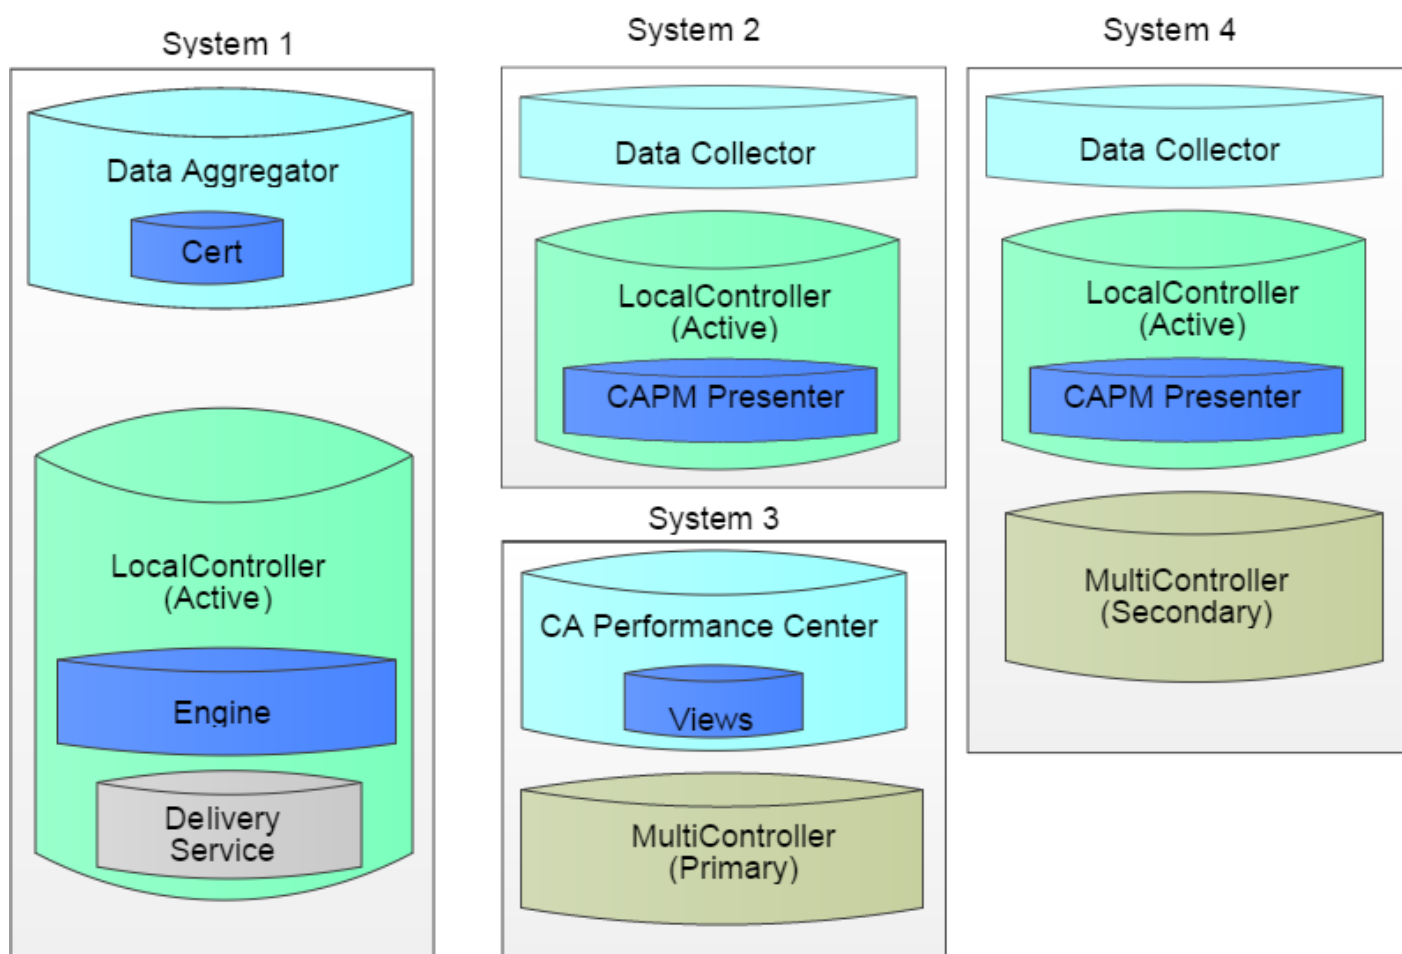 System 1
Data Aggregator
Cert
LocalController
(Active)
Engine
Delivery
Service
System 2
Data Collector
LocalController
(Active)
CAPM Presenter
System 3
CA Performance Center
Views
MultiController
(Primary)
System 4
Data Collector
LocalController
(Active)
CAPM Presenter
MultiController
(Secondary)